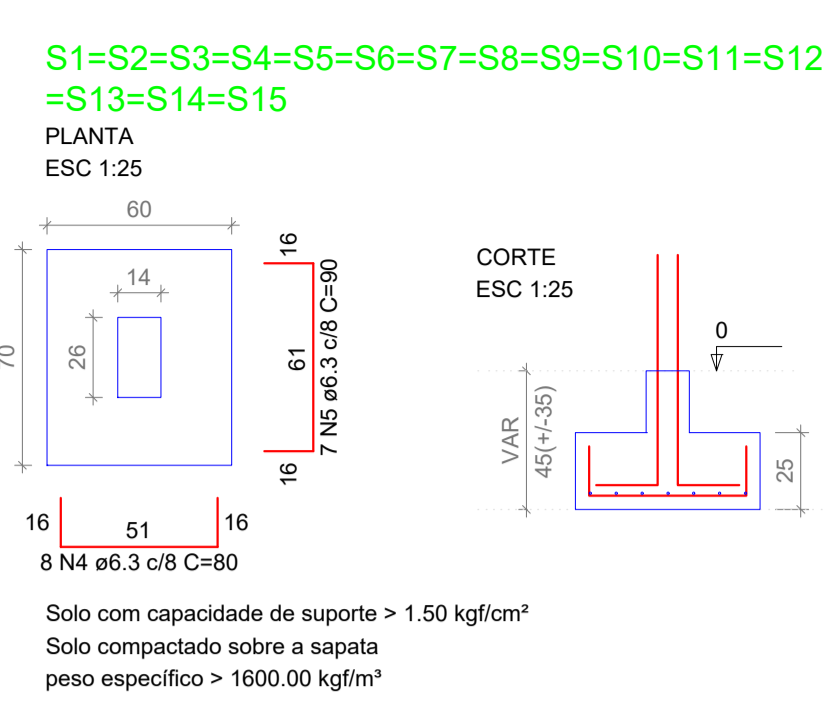 S1=S2=S3=S4=S5=S6=S7=S8=S9=S10=S11=S12
=S13=S14=S15
PLANTA
ESC 1:25
60
14
26
70
16
61
16
7 N5 ø6.3 c/8 C=90
16
51
16
8 N4 ø6.3 c/8 C=80
CORTE
ESC 1:25
0
VAR
45(+/-35)
25
Solo com capacidade de suporte > 1.50 kgf/cm²
Solo compactado sobre a sapata
peso específico > 1600.00 kgf/m³